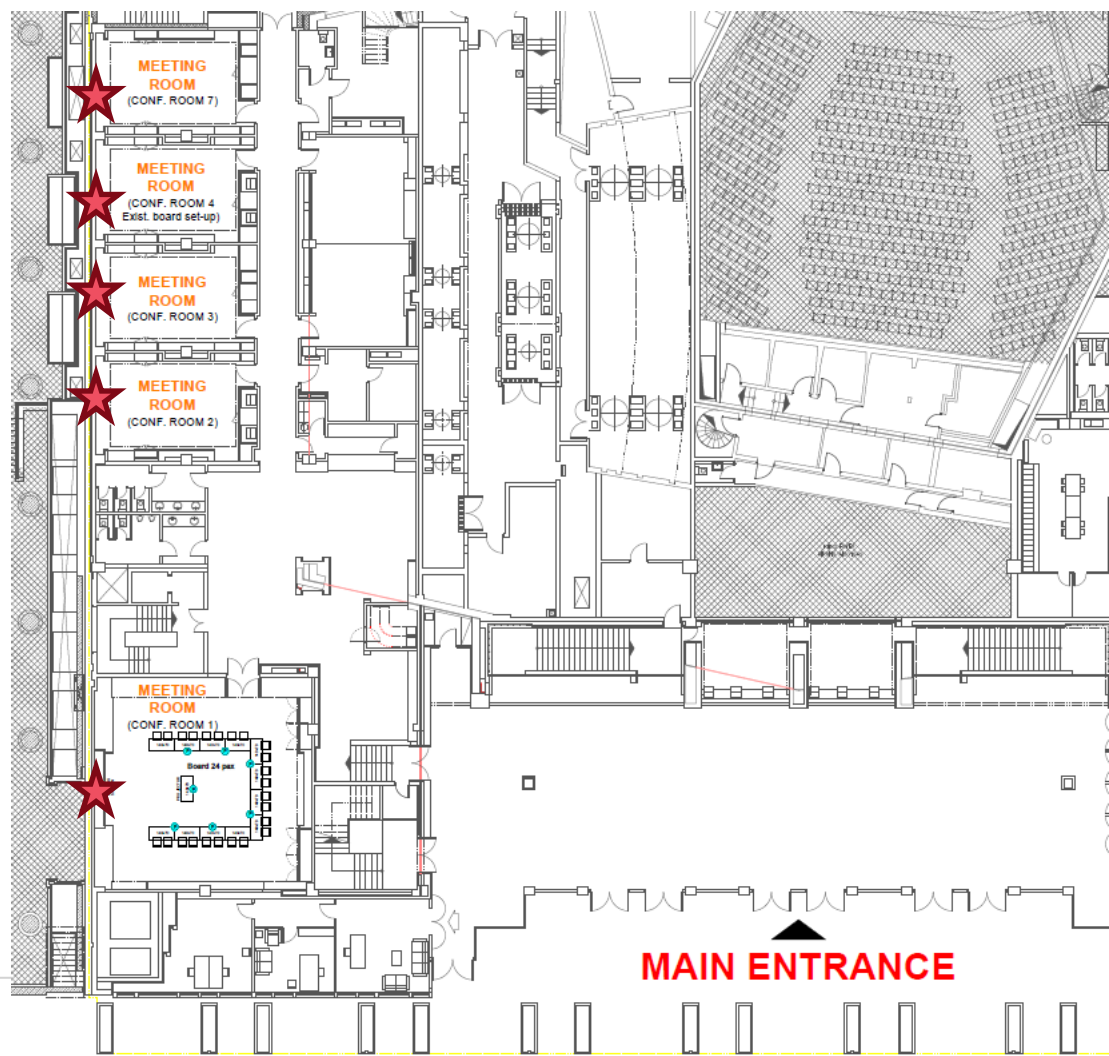 MEETING
ROOM
(CONF. ROOM 7)
MEETING
ROOM
(CONF. ROOM 4
Exist. board set-up)
MEETING
ROOM
(CONF. ROOM 3)
MEETING
ROOM
(CONF. ROOM 2)
MEETING
ROOM
(CONF. ROOM 1)
Board 24 pax
MAIN ENTRANCE